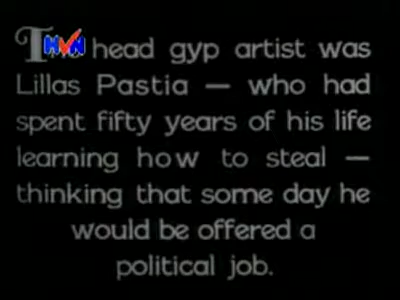 T HVN head gyp artist was
Lillas Pastia — who had
spent fifty years of his life
learning how to steal —
thinking that some day he
would be offered a
political job.